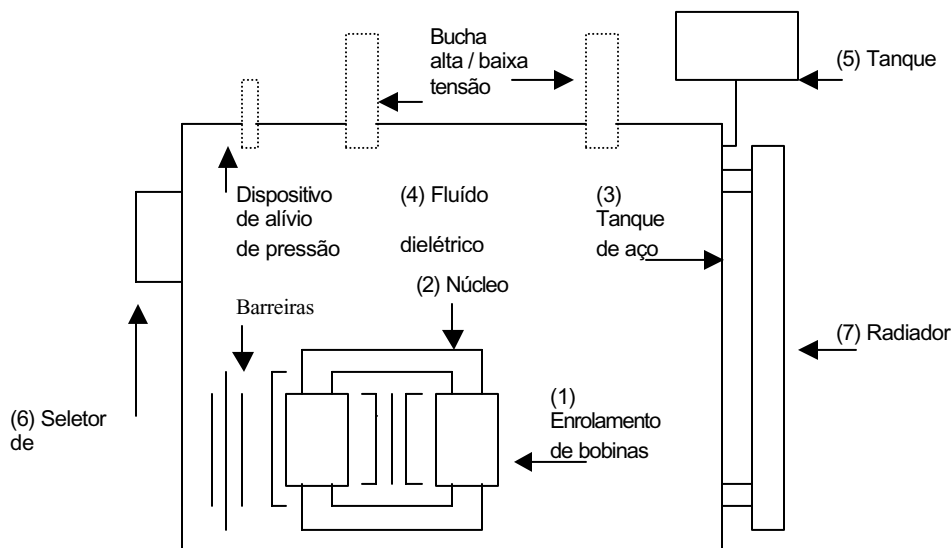 Bucha
alta / baixa
tensão
(5) Tanque
Dispositivo
de alívio
de pressão
(4) Fluído
dielétrico
(3)
Tanque
de aço
(2) Núcleo
Barreiras
(7) Radiador
(1)
Enrolamento
de bobinas
(6) Seletor
de